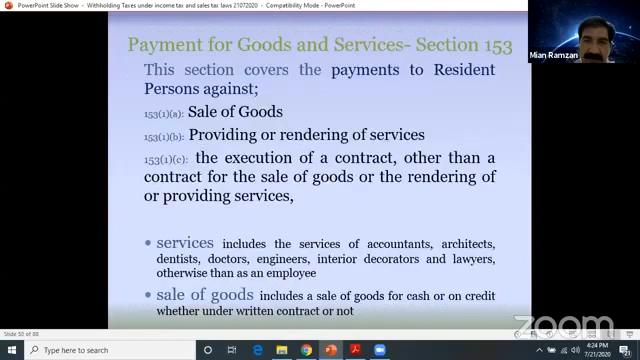 PowerPoint Slide Show - Withholding Taxes under income tax and sales tax laws 21072020 - Compatibility Mode - PowerPoint
Mian Ramzan
Payment for Goods and Services- Section 153
This section covers the payments to Resident
Persons against;
153(1)(a): Sale of Goods
153(1)(b): Providing or rendering of services
153(1)(c): the execution of a contract, other than a
contract for the sale of goods or the rendering of
or providing services,
services includes the services of accountants, architects,
dentists, doctors, engineers, interior decorators and lawyers,
otherwise than as an employee
sale of goods includes a sale of goods for cash or on credit
whether under written contract or not
zoom
Slide 50 of 88
Type here to search
4:24 PM
7/21/2020